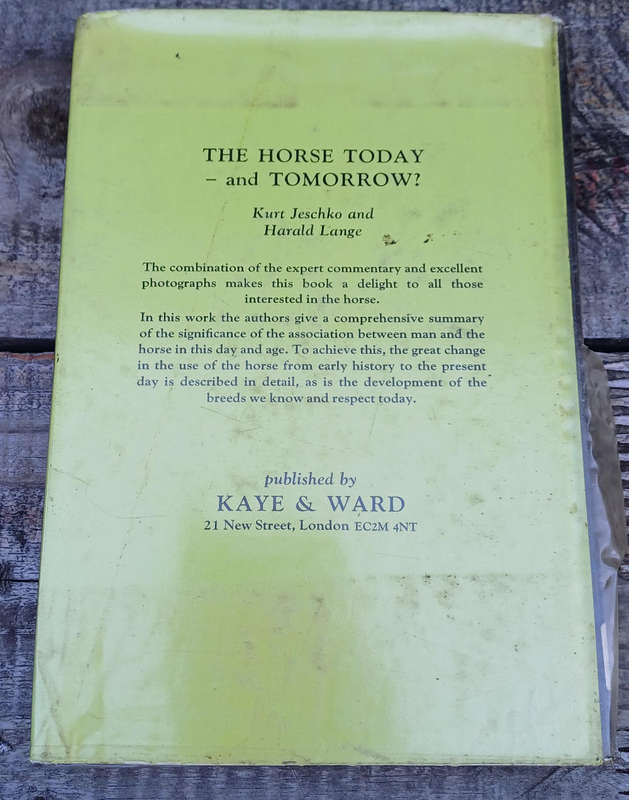 THE HORSE TODAY
– and TOMORROW?
Kurt Jeschko and
Harald Lange
The combination of the expert commentary and excellent
photographs makes this book a delight to all those
interested in the horse.
In this work the authors give a comprehensive summary
of the significance of the association between man and the
horse in this day and age. To achieve this, the great change
in the use of the horse from early history to the present
day is described in detail, as is the development of the
breeds we know and respect today.
published by
KAYE & WARD
21 New Street, London EC2M 4NT